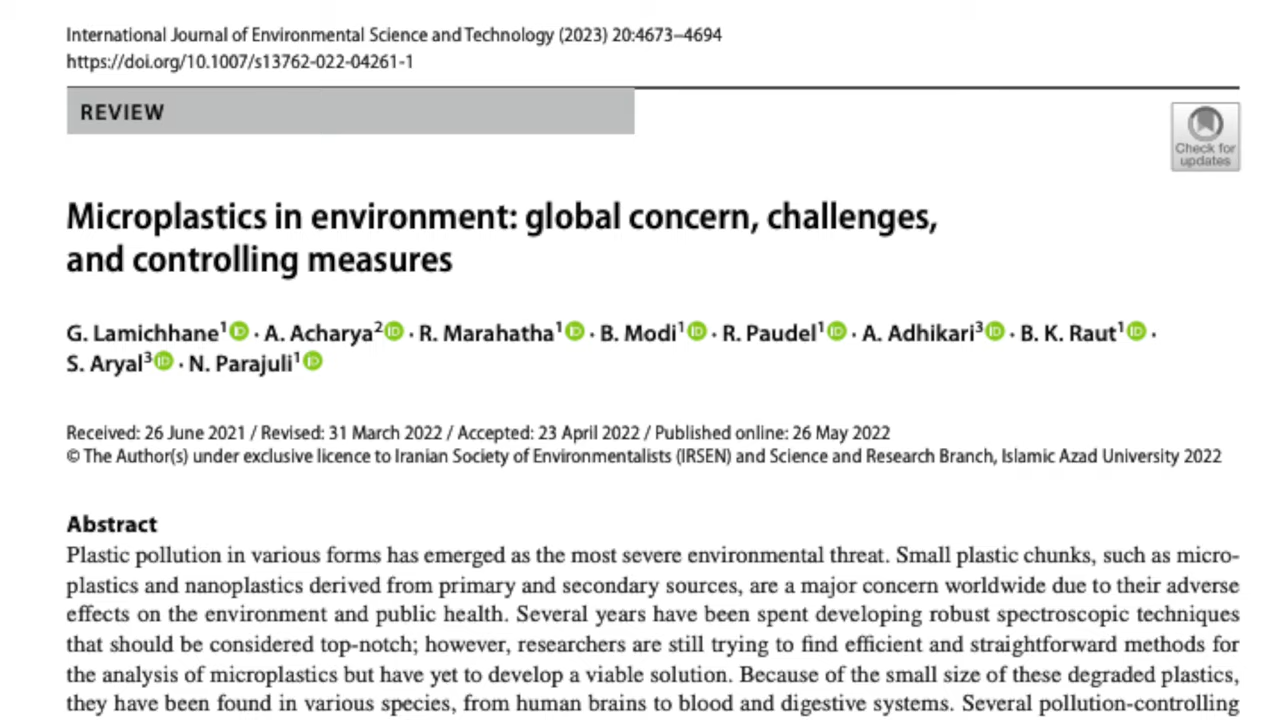 International Journal of Environmental Science and Technology (2023) 20:4673–4694
https://doi.org/10.1007/s13762-022-04261-1
REVIEW
Check for
updates
Microplastics in environment: global concern, challenges,
and controlling measures
G. Lamichhane1 iD · A. Acharya2 iD · R. Marahatha1 iD · B. Modi1 iD · R. Paudel1 iD · A. Adhikari3 iD · B. K. Raut1 iD ·
S. Aryal3 iD · N. Parajuli1 iD
Received: 26 June 2021 / Revised: 31 March 2022 / Accepted: 23 April 2022 / Published online: 26 May 2022
© The Author(s) under exclusive licence to Iranian Society of Environmentalists (IRSEN) and Science and Research Branch, Islamic Azad University 2022
Abstract
Plastic pollution in various forms has emerged as the most severe environmental threat. Small plastic chunks, such as micro-
plastics and nanoplastics derived from primary and secondary sources, are a major concern worldwide due to their adverse
effects on the environment and public health. Several years have been spent developing robust spectroscopic techniques
that should be considered top-notch; however, researchers are still trying to find efficient and straightforward methods for
the analysis of microplastics but have yet to develop a viable solution. Because of the small size of these degraded plastics,
they have been found in various species, from human brains to blood and digestive systems. Several pollution-controlling